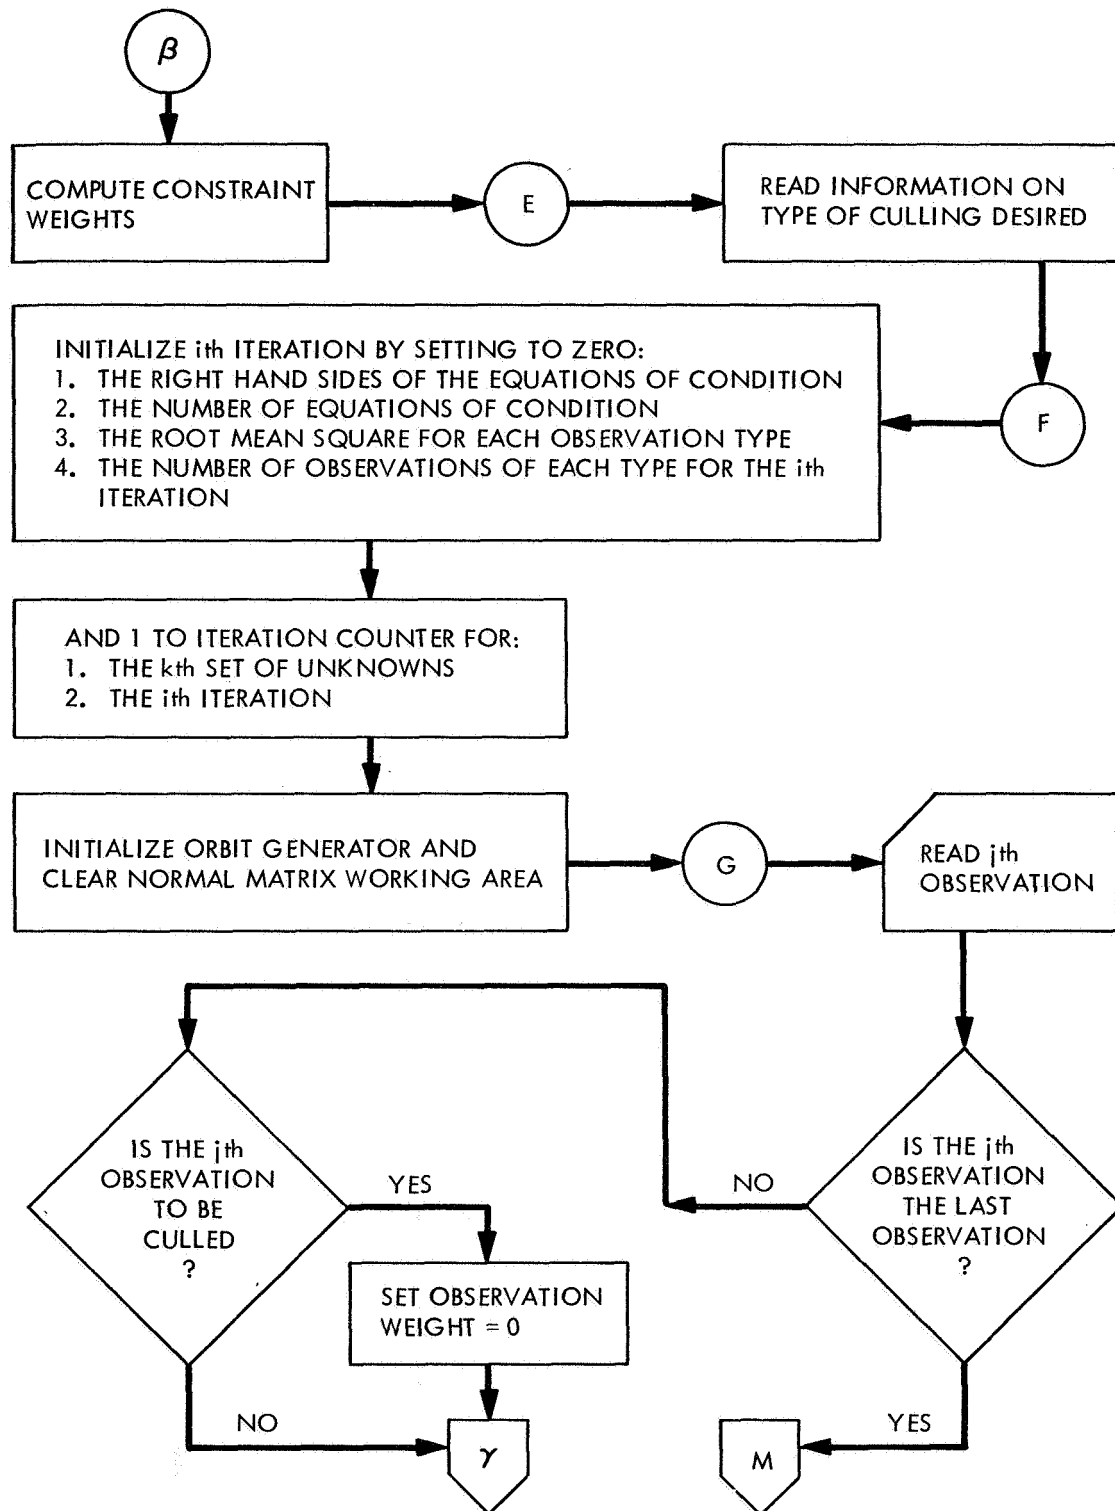 β
COMPUTE CONSTRAINT
WEIGHTS
E
READ INFORMATION ON
TYPE OF CULLING DESIRED
INITIALIZE ith ITERATION BY SETTING TO ZERO:
1. THE RIGHT HAND SIDES OF THE EQUATIONS OF CONDITION
2. THE NUMBER OF EQUATIONS OF CONDITION
3. THE ROOT MEAN SQUARE FOR EACH OBSERVATION TYPE
4. THE NUMBER OF OBSERVATIONS OF EACH TYPE FOR THE ith
ITERATION
F
AND 1 TO ITERATION COUNTER FOR:
1. THE kth SET OF UNKNOWNS
2. THE ith ITERATION
INITIALIZE ORBIT GENERATOR AND
CLEAR NORMAL MATRIX WORKING AREA
G
READ jth
OBSERVATION
IS THE jth
OBSERVATION
THE LAST
OBSERVATION
?
NO
IS THE jth
OBSERVATION
TO BE
CULLED
?
YES
SET OBSERVATION
WEIGHT = 0
NO
γ
YES
M